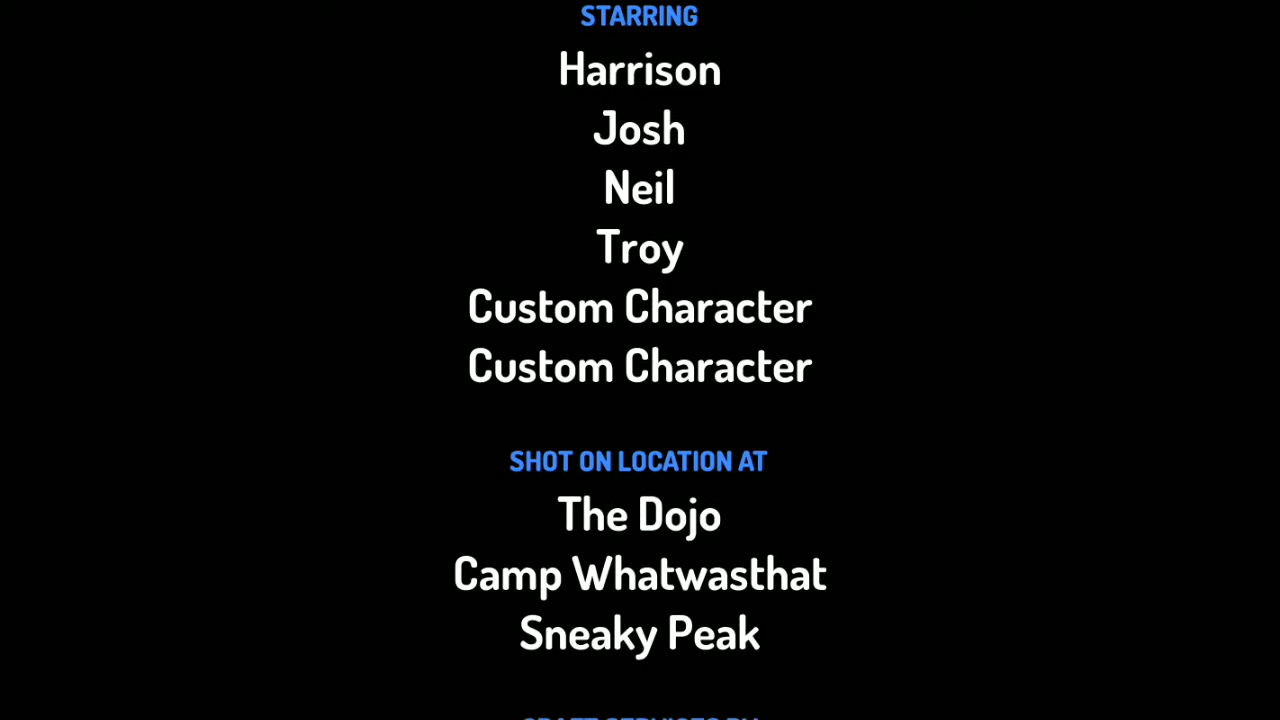 STARRING
Harrison
Josh
Neil
Troy
Custom Character
Custom Character
SHOT ON LOCATION AT
The Dojo
Camp Whatwasthat
Sneaky Peak